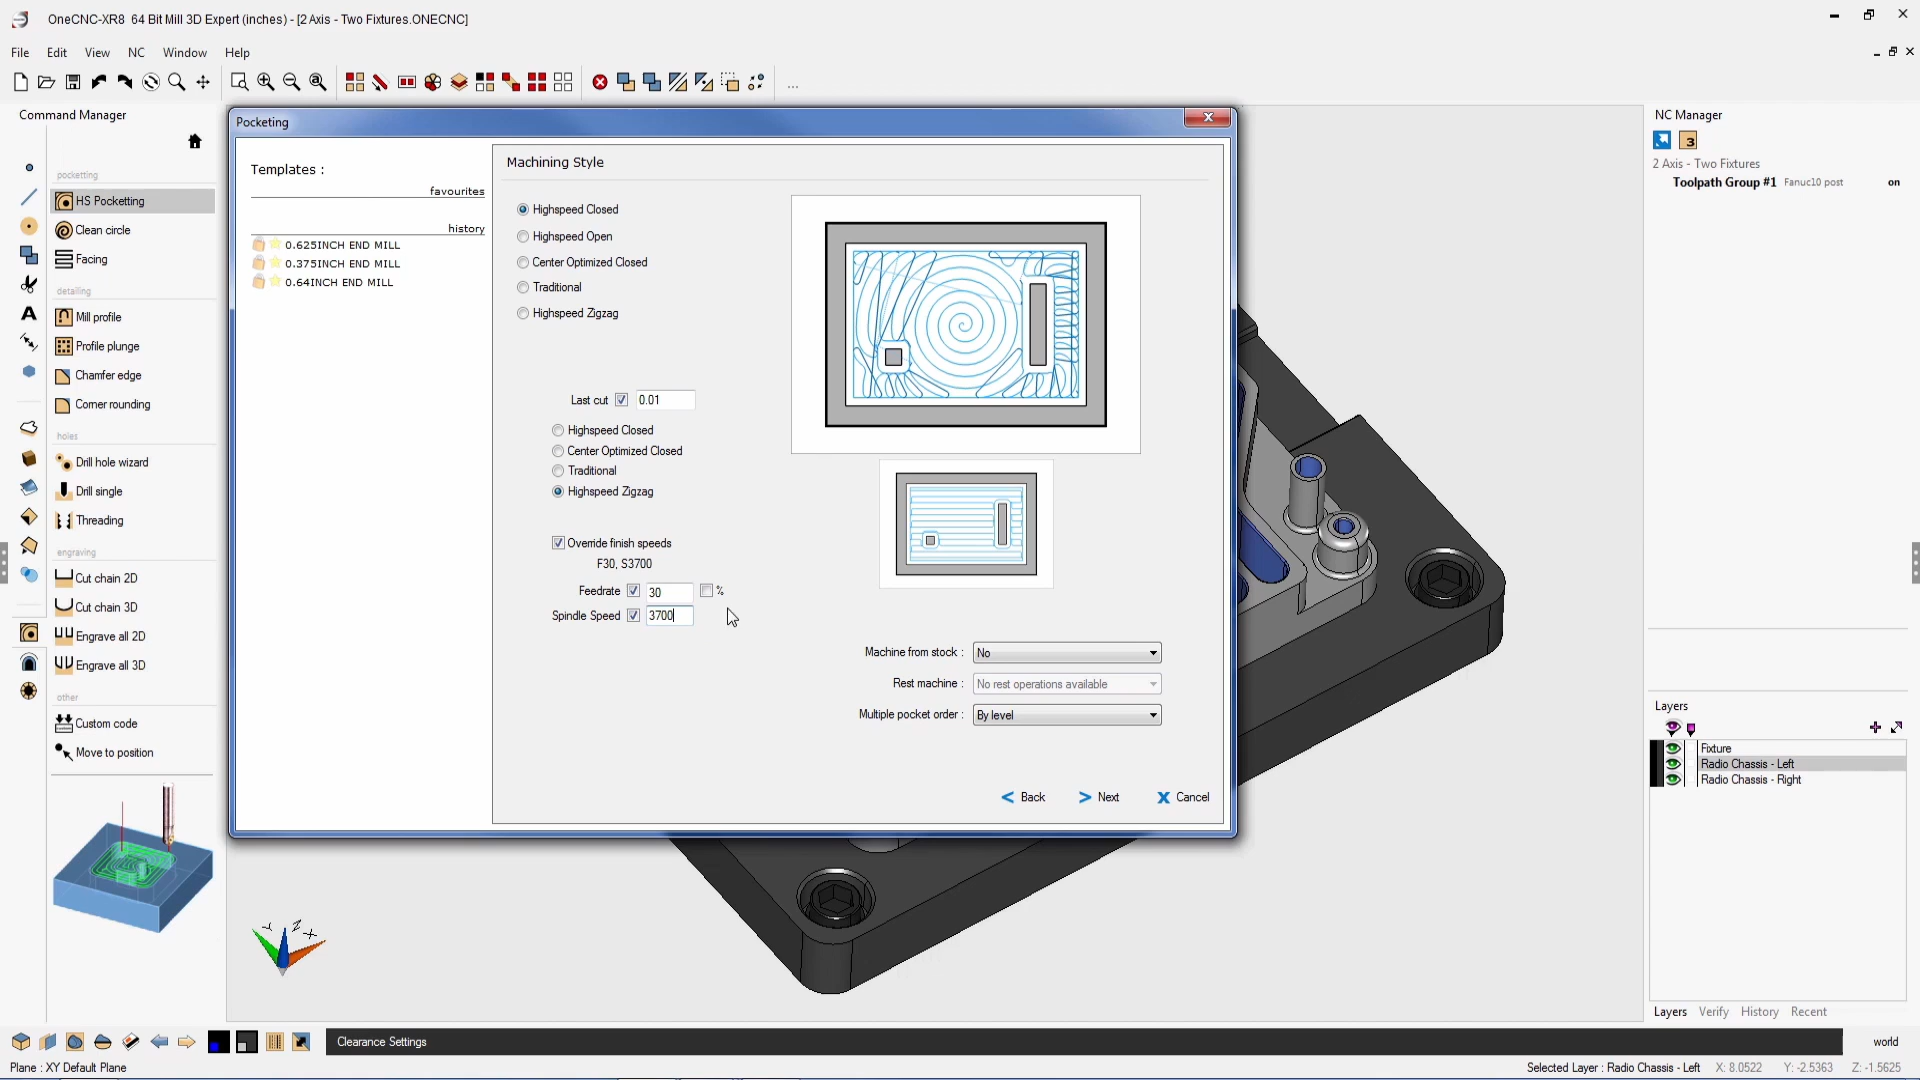 OneCNC-XR8 64 Bit Mill 3D Expert (inches) - [2 Axis - Two Fixtures.ONECNC]
File Edit View NC Window Help
...
Command Manager
pocketting
HS Pocketting
Clean circle
Facing
detailing
Mill profile
Profile plunge
Chamfer edge
Corner rounding
holes
Drill hole wizard
Drill single
Threading
engraving
Cut chain 2D
Cut chain 3D
Engrave all 2D
Engrave all 3D
other
Custom code
Move to position
Pocketing
Templates :
favourites
history
0.625INCH END MILL
0.375INCH END MILL
0.64INCH END MILL
Machining Style
Highspeed Closed
Highspeed Open
Center Optimized Closed
Traditional
Highspeed Zigzag
Last cut 0.01
Highspeed Closed
Center Optimized Closed
Traditional
Highspeed Zigzag
Override finish speeds
F30, S3700
Feedrate 30 %
Spindle Speed 3700
Machine from stock : No
Rest machine : No rest operations available
Multiple pocket order : By level
< Back > Next X Cancel
Y Z X
NC Manager
3
2 Axis - Two Fixtures
Toolpath Group #1 Fanuc10 post on
Layers
Fixture
Radio Chassis - Left
Radio Chassis - Right
Layers Verify History Recent
Clearance Settings
world
Plane : XY Default Plane
Selected Layer : Radio Chassis - Left X: 8.0522 Y: -2.5363 Z: -1.5625